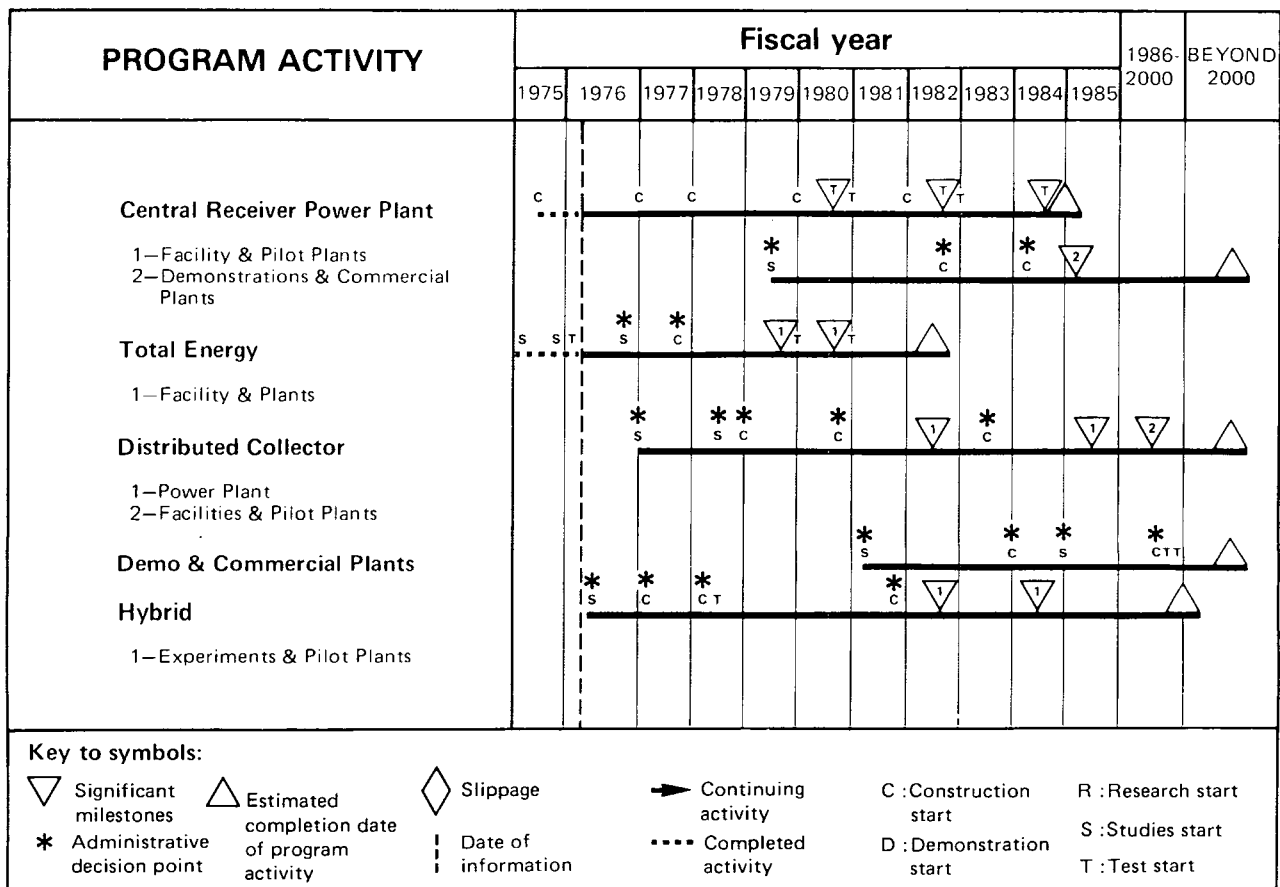 PROGRAM ACTIVITY
Fiscal year
1986-
2000
BEYOND
2000
1975 1976 1977 1978 1979 1980 1981 1982 1983 1984 1985
C C C C T T C T T T
Central Receiver Power Plant
1—Facility & Pilot Plants
2—Demonstrations & Commercial
Plants
* * *
S C C 2
* *
S S T S C 1 T 1 T
Total Energy
1—Facility & Plants
* * * * *
S S C C 1 C 1 2
Distributed Collector
1—Power Plant
2—Facilities & Pilot Plants
* * * *
S C S C T T
Demo & Commercial Plants
* * * *
S C C T C 1 1
Hybrid
1—Experiments & Pilot Plants
Key to symbols:
Significant
milestones
* Administrative
decision point
Estimated
completion date
of program
activity
Slippage
Date of
information
Continuing
activity
Completed
activity
C :Construction
start
D :Demonstration
start
R :Research start
S :Studies start
T :Test start